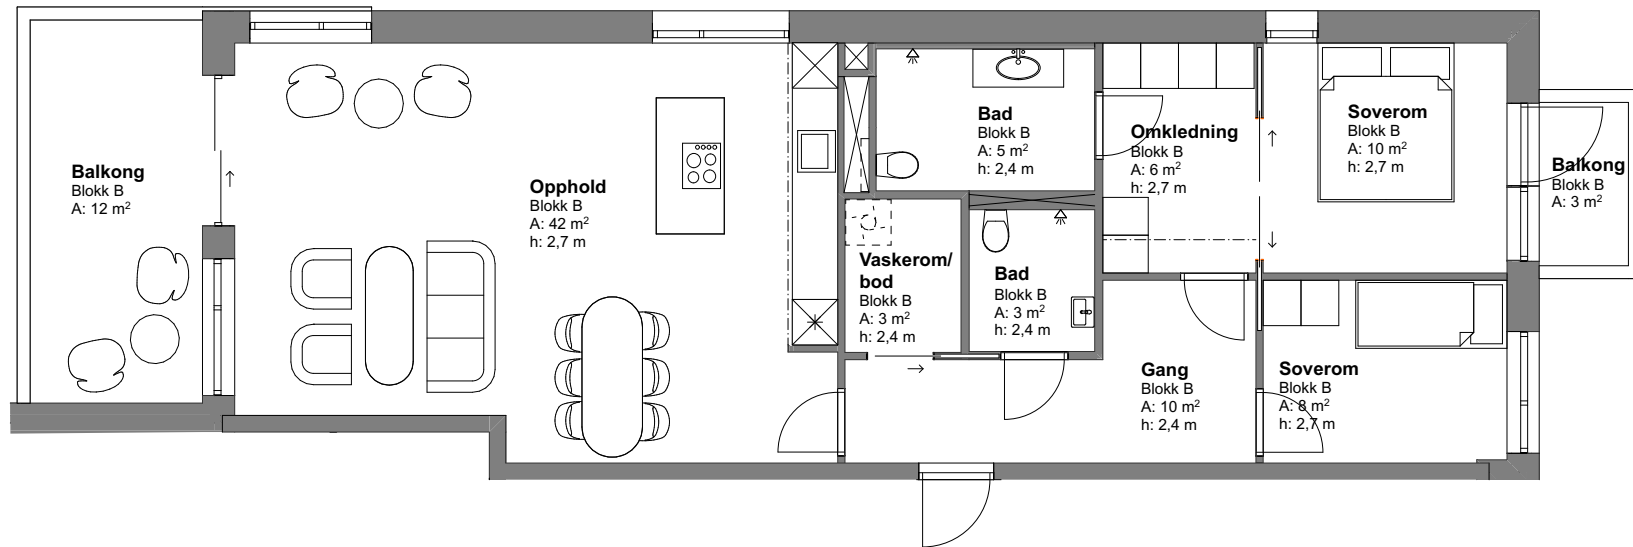 Balkong
Blokk B
A: 12 m²
Opphold
Blokk B
A: 42 m²
h: 2,7 m
Bad
Blokk B
A: 5 m²
h: 2,4 m
Omkledning
Blokk B
A: 6 m²
h: 2,7 m
Soverom
Blokk B
A: 10 m²
h: 2,7 m
Balkong
Blokk B
A: 3 m²
Vaskerom/
bod
Blokk B
A: 3 m²
h: 2,4 m
Bad
Blokk B
A: 3 m²
h: 2,4 m
Gang
Blokk B
A: 10 m²
h: 2,4 m
Soverom
Blokk B
A: 8 m²
h: 2,7 m